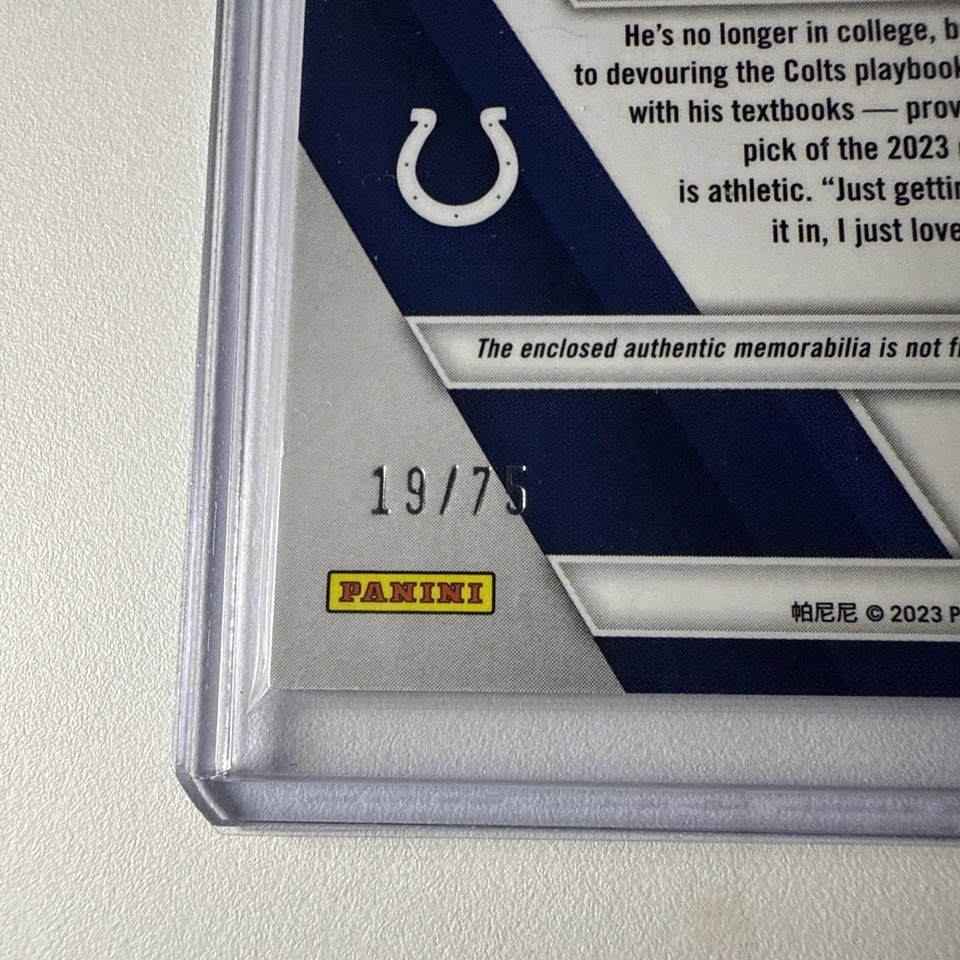 He's no longer in college, b
to devouring the Colts playbook
with his textbooks — prov
pick of the 2023
is athletic. "Just gettin
it in, I just love
The enclosed authentic memorabilia is not f
19/75
PANINI
帕尼尼 © 2023 P